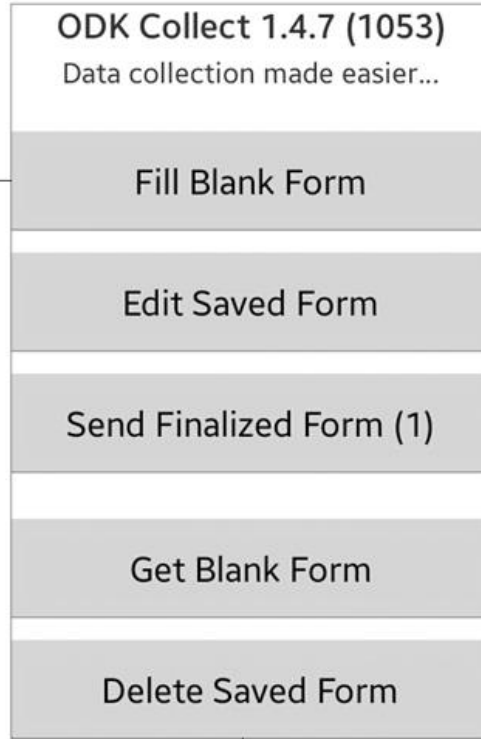 ODK Collect 1.4.7 (1053)
Data collection made easier...
Fill Blank Form
Edit Saved Form
Send Finalized Form (1)
Get Blank Form
Delete Saved Form